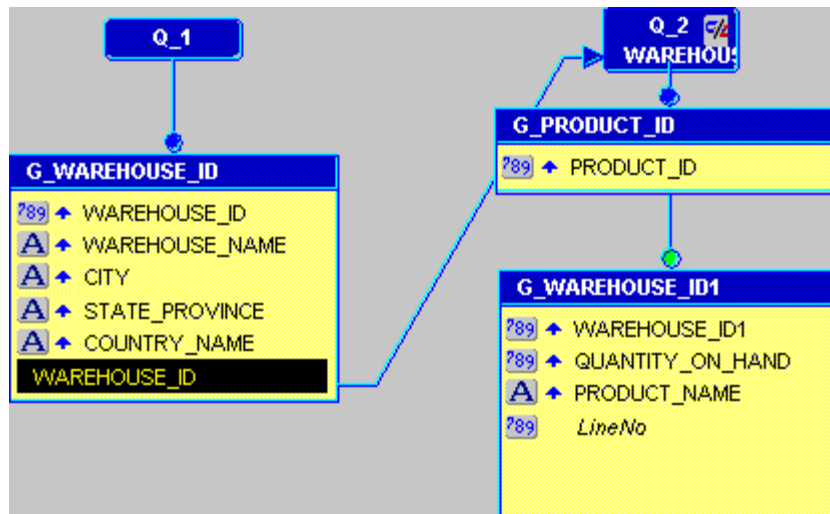 Q_1
G_WAREHOUSE_ID
789 WAREHOUSE_ID
A WAREHOUSE_NAME
A CITY
A STATE_PROVINCE
A COUNTRY_NAME
WAREHOUSE_ID
Q_2
WAREHOUS
G_PRODUCT_ID
789 PRODUCT_ID
G_WAREHOUSE_ID1
789 WAREHOUSE_ID1
789 QUANTITY_ON_HAND
A PRODUCT_NAME
789 LineNo